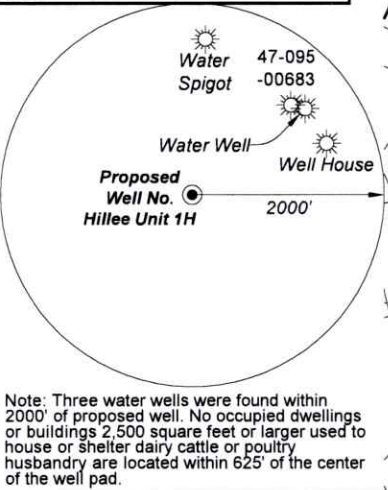 Water 47-095
Spigot -00683
Water Well
Well House
Proposed
Well No.
Hillee Unit 1H
2000'
Note: Three water wells were found within
2000' of proposed well. No occupied dwellings
or buildings 2,500 square feet or larger used to
house or shelter dairy cattle or poultry
husbandry are located within 625' of the center
of the well pad.